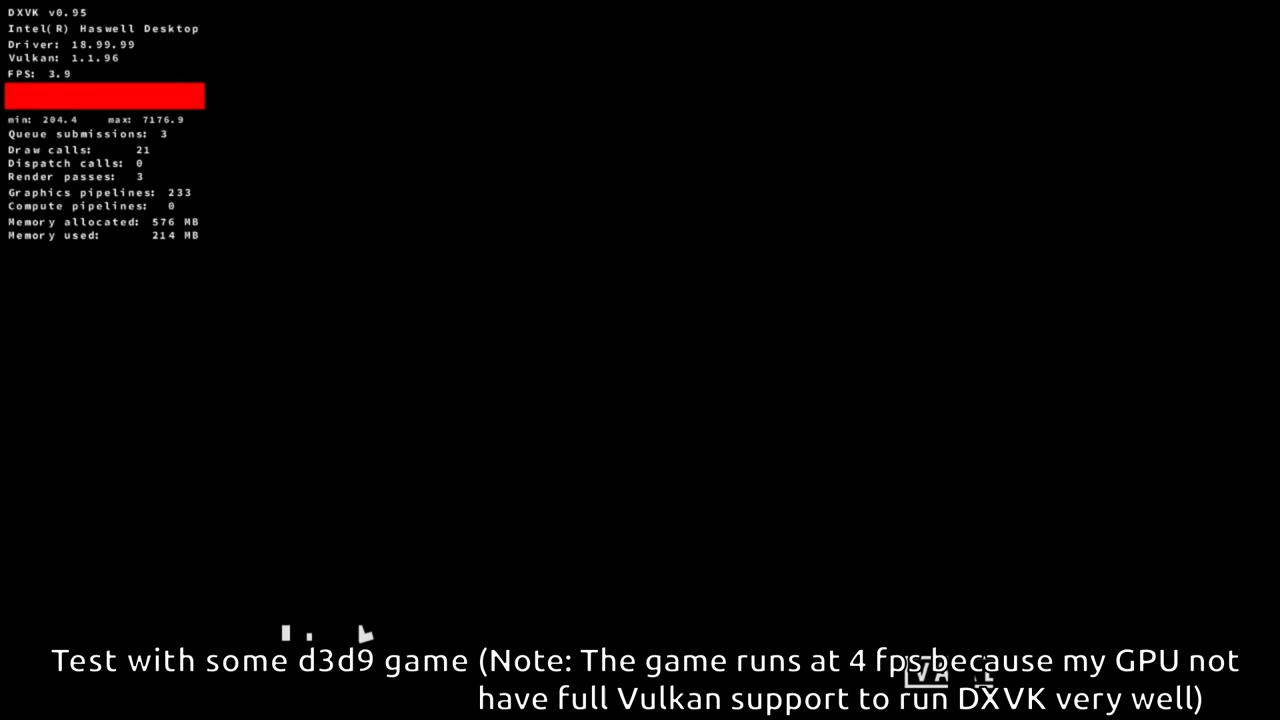 DXVK v0.95
Intel(R) Haswell Desktop
Driver: 18.99.99
Vulkan: 1.1.96
FPS: 3.9
min: 204.4 max: 7176.9
Queue submissions: 3
Draw calls: 21
Dispatch calls: 0
Render passes: 3
Graphics pipelines: 233
Compute pipelines: 0
Memory allocated: 576 MB
Memory used: 214 MB
Test with some d3d9 game (Note: The game runs at 4 fps because my GPU not
have full Vulkan support to run DXVK very well)